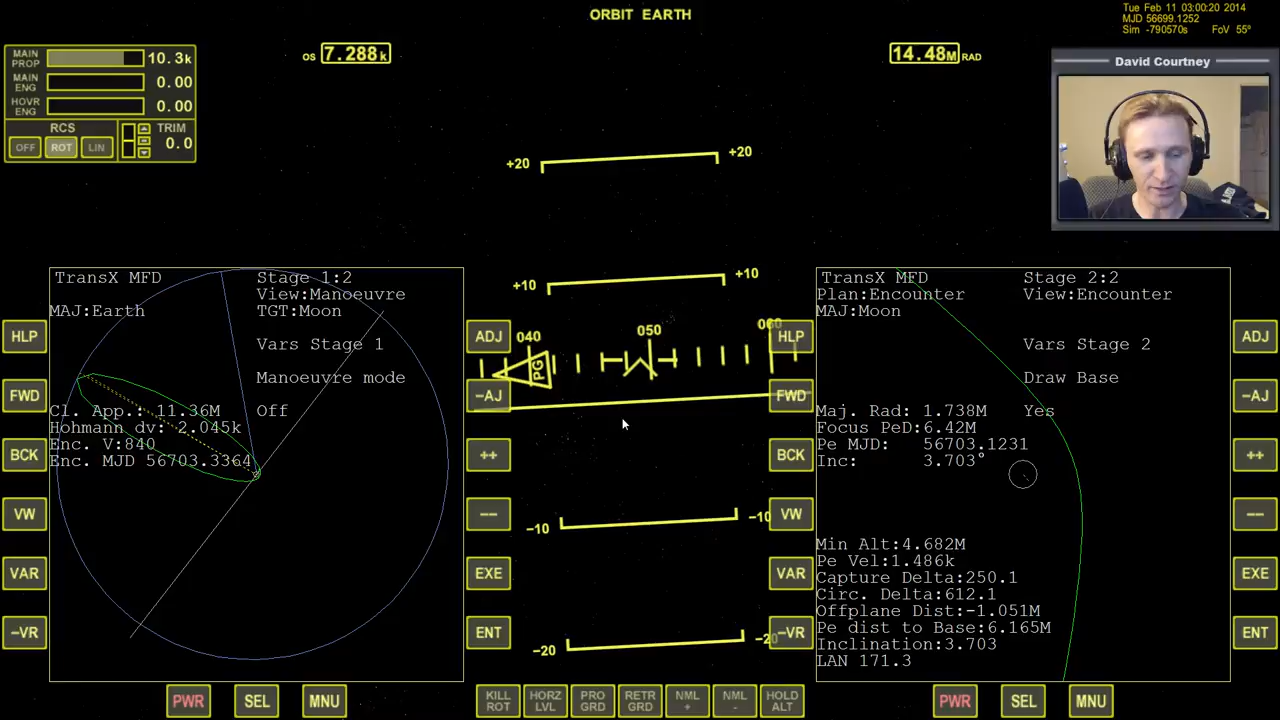 ORBIT EARTH
Tue Feb 11 03:00:20 2014
MJD 56699.1252
Sim -790570s FoV 55°
David Courtney
MAIN PROP 10.3k
MAIN ENG 0.00
HOVR ENG 0.00
RCS TRIM
OFF ROT LIN 0.0
OS 7.288k
14.48M RAD
+20 +20
+10 +10
040 050 060
PG
-10 -10
-20 -20
TransX MFD Stage 1:2
View:Manoeuvre
MAJ:Earth TGT:Moon
Vars Stage 1
Manoeuvre mode
Cl. App.: 11.36M Off
Hohmann dv: 2.045k
Enc. V:840
Enc. MJD 56703.3364
HLP
FWD
BCK
VW
VAR
-VR
ADJ
-AJ
++
--
EXE
ENT
PWR SEL MNU
KILL ROT
HORZ LVL
PRO GRD
RETR GRD
NML +
NML -
HOLD ALT
TransX MFD Stage 2:2
Plan:Encounter View:Encounter
MAJ:Moon
Vars Stage 2
Draw Base
Maj. Rad: 1.738M Yes
Focus PeD:6.42M
Pe MJD: 56703.1231
Inc: 3.703°
Min Alt:4.682M
Pe Vel:1.486k
Capture Delta:250.1
Circ. Delta:612.1
Offplane Dist:-1.051M
Pe dist to Base:6.165M
Inclination:3.703
LAN 171.3
HLP
FWD
BCK
VW
VAR
-VR
ADJ
-AJ
++
--
EXE
ENT
PWR SEL MNU